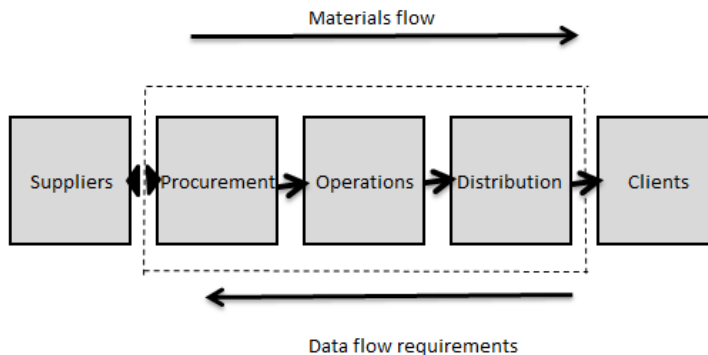 Materials flow
Suppliers
Procurement
Operations
Distribution
Clients
Data flow requirements